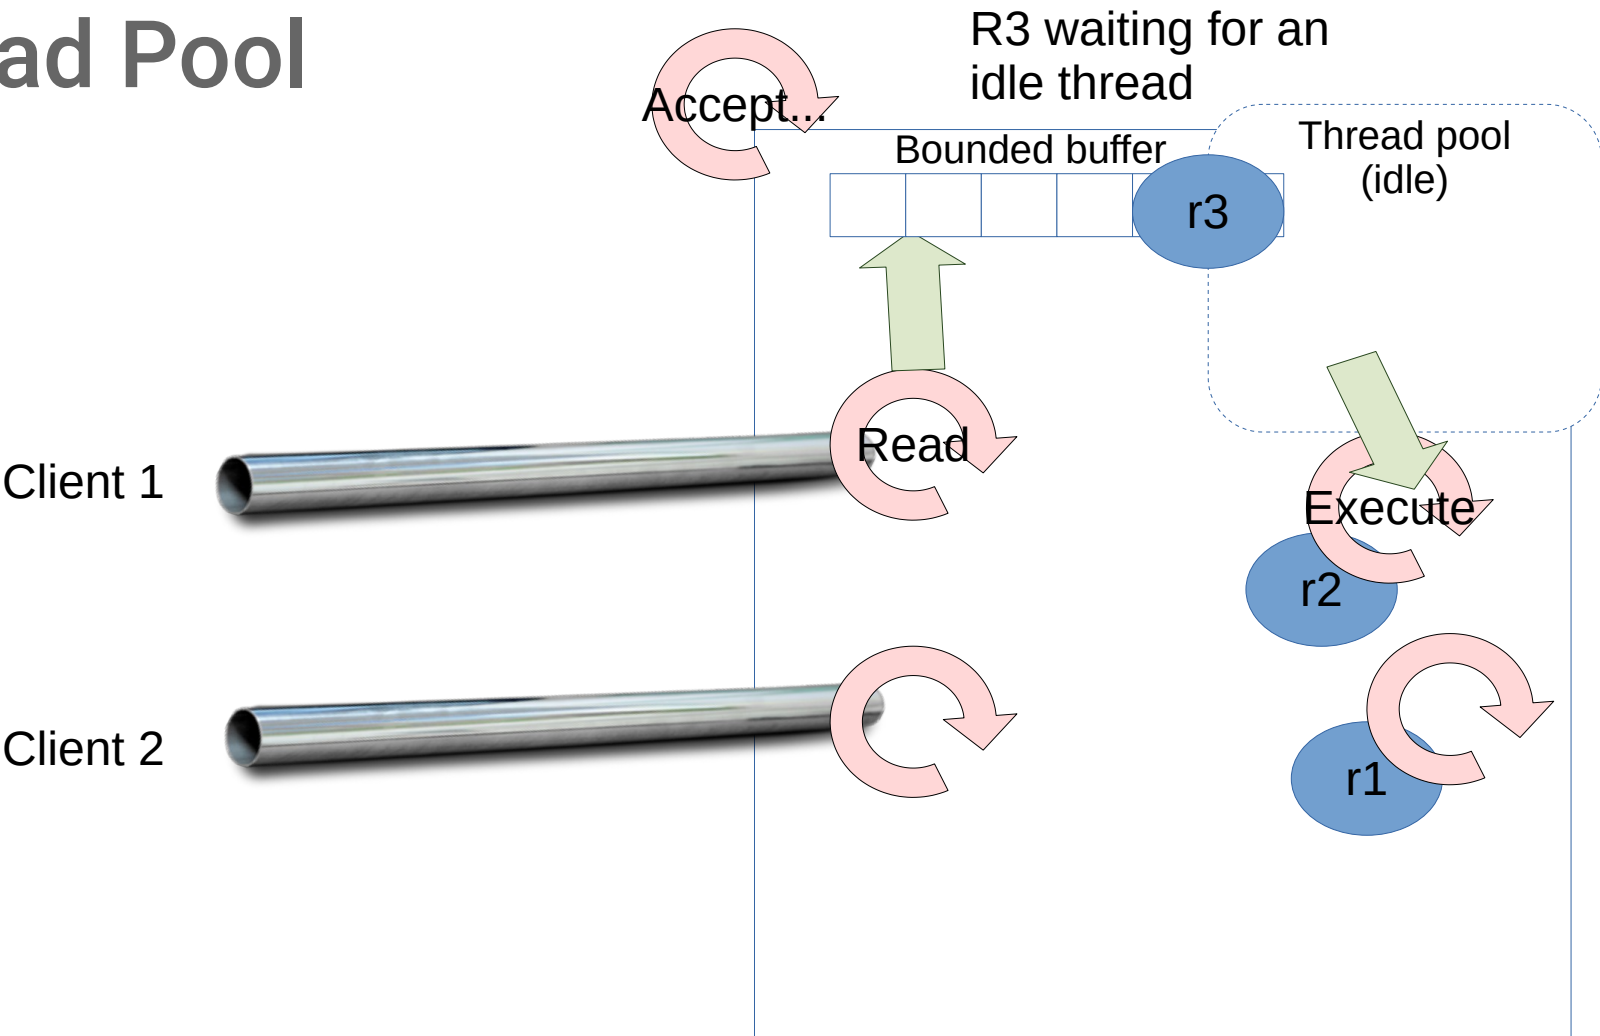 ad Pool
R3 waiting for an
idle thread
Accept...
Bounded buffer
Thread pool
(idle)
r3
Client 1
Read
Execute
r2
Client 2
r1